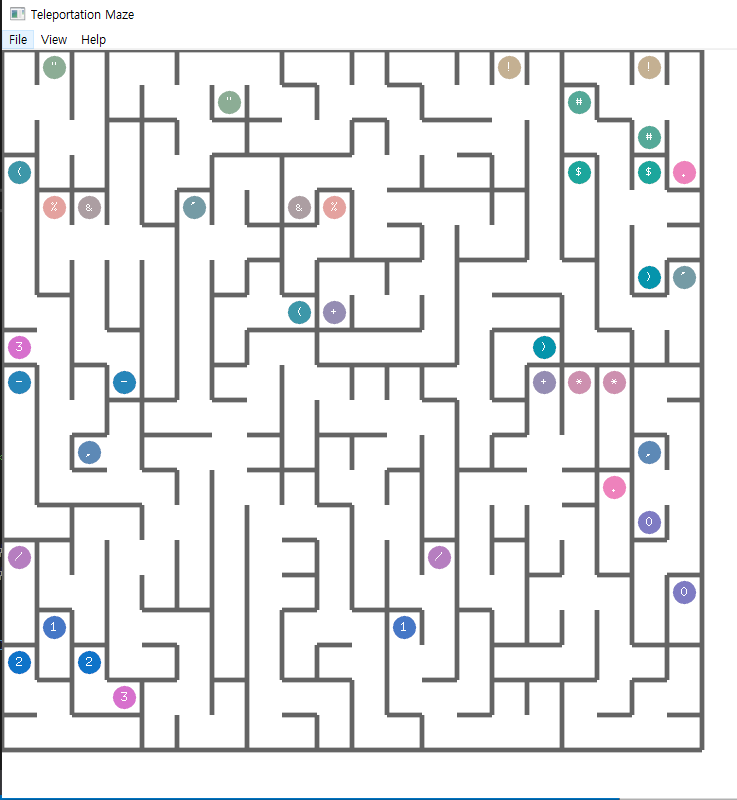 Teleportation Maze
File View Help
" ! !
" #
#
( $ $ .
% & ' & %
) '
( +
3 )
- - + * *
, ,
.
0
/ /
0
1 1
2 2
3